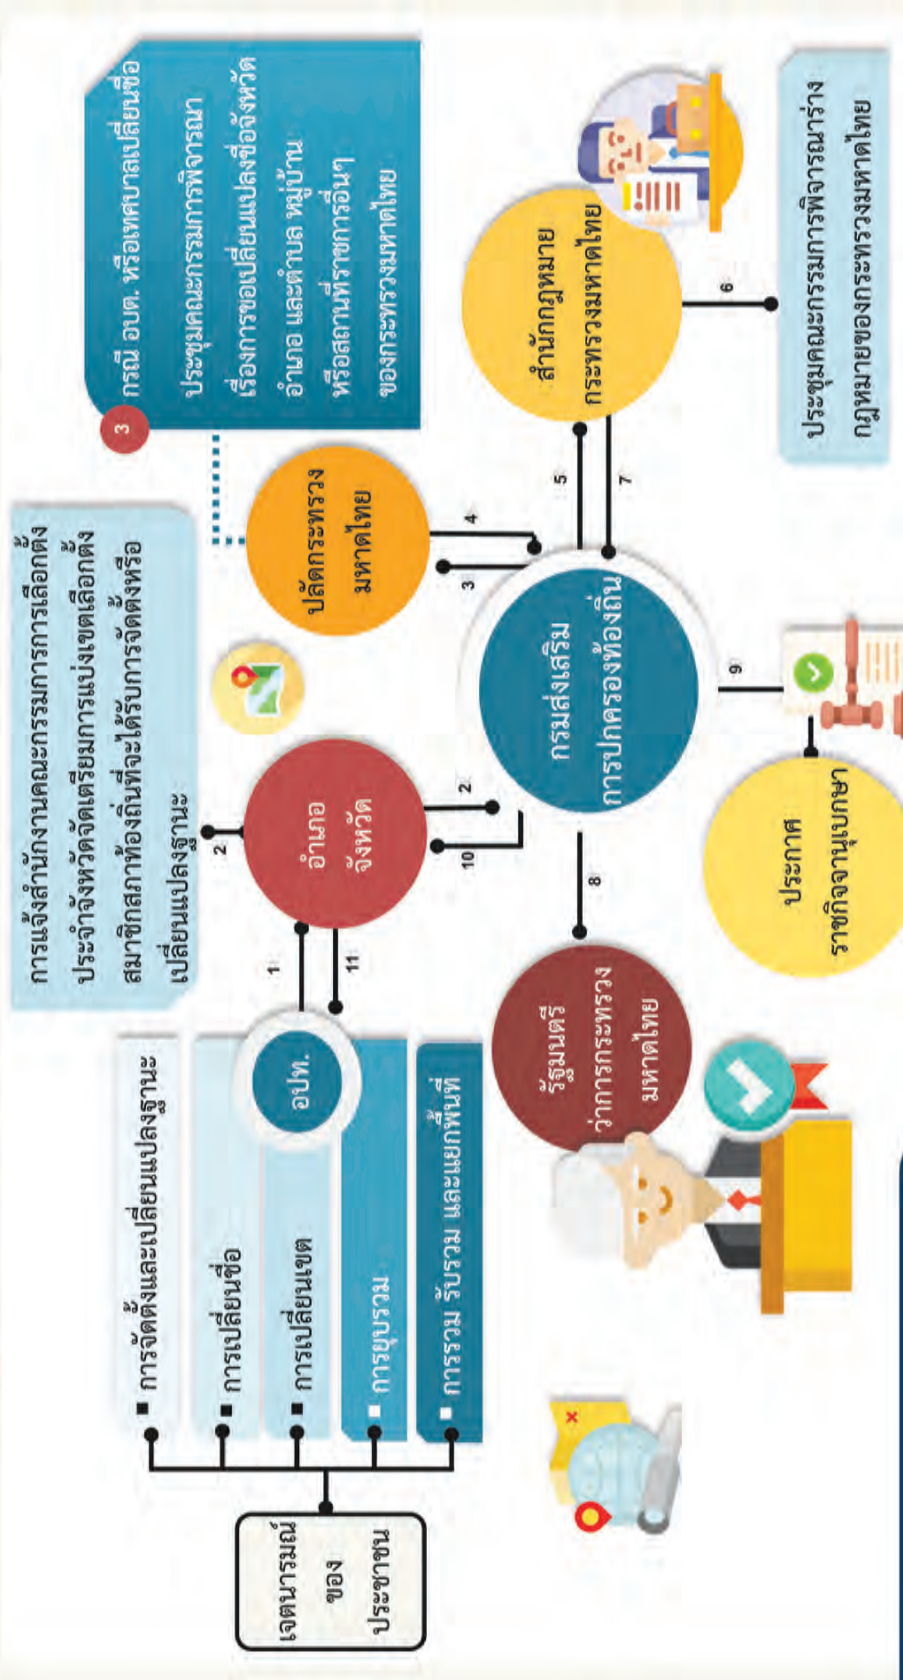 เจตนารมณ์
ของ
ประชาชน
การจัดตั้งและเปลี่ยนแปลงฐานะ
การเปลี่ยนชื่อ
การเปลี่ยนเขต
การยุบรวม
การรวม รับรวม และแยกพื้นที่
อปท.
1
11
การแจ้งสำนักงานคณะกรรมการการเลือกตั้ง
ประจำจังหวัดจัดเตรียมการแบ่งเขตเลือกตั้ง
สมาชิกสภาท้องถิ่นที่จะได้รับการจัดตั้งหรือ
เปลี่ยนแปลงฐานะ
2
อำเภอ
จังหวัด
10
2
ปลัดกระทรวง
มหาดไทย
3
4
3
กรณี อบต. หรือเทศบาลเปลี่ยนชื่อ
ประชุมคณะกรรมการพิจารณา
เรื่องการขอเปลี่ยนแปลงชื่อจังหวัด
อำเภอ และตำบล หมู่บ้าน
หรือสถานที่ราชการอื่นๆ
ของกระทรวงมหาดไทย
กรมส่งเสริม
การปกครองท้องถิ่น
5
7
สำนักกฎหมาย
กระทรวงมหาดไทย
6
ประชุมคณะกรรมการพิจารณาร่าง
กฎหมายของกระทรวงมหาดไทย
8
รัฐมนตรี
ว่าการกระทรวง
มหาดไทย
9
ประกาศ
ราชกิจจานุเบกษา